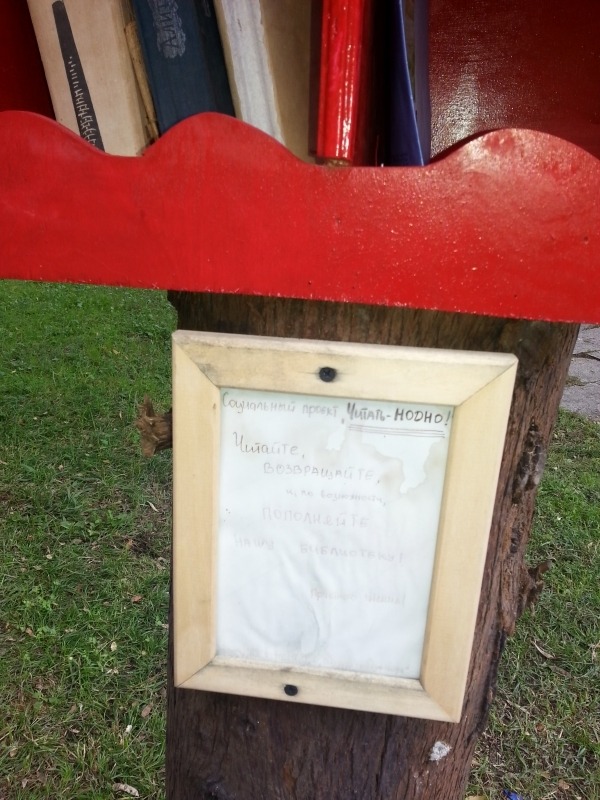 Социальный проект „Читать-модно!
Читайте,
возвращайте,
и, по возможности,
пополняйте
нашу библиотеку!